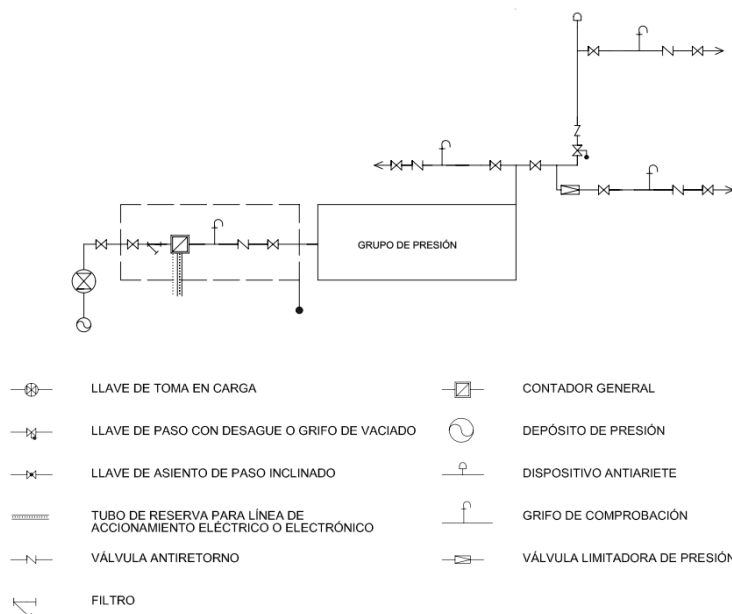 GRUPO DE PRESIÓN
LLAVE DE TOMA EN CARGA
CONTADOR GENERAL
LLAVE DE PASO CON DESAGUE O GRIFO DE VACIADO
DEPÓSITO DE PRESIÓN
LLAVE DE ASIENTO DE PASO INCLINADO
DISPOSITIVO ANTIARIETE
TUBO DE RESERVA PARA LÍNEA DE
ACCIONAMIENTO ELÉCTRICO O ELECTRÓNICO
GRIFO DE COMPROBACIÓN
VÁLVULA ANTIRETORNO
VÁLVULA LIMITADORA DE PRESIÓN
FILTRO